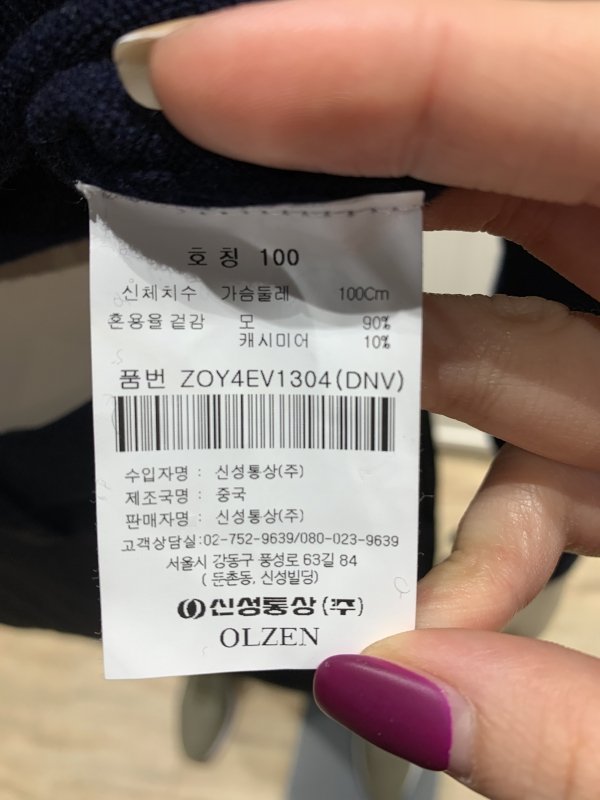 호칭 100
신체치수 가슴둘레 100Cm
혼용율 겉감 모 90%
캐시미어 10%
품번 ZOY4EV1304(DNV)
수입자명 : 신성통상(주)
제조국명 : 중국
판매자명 : 신성통상(주)
고객상담실:02-752-9639/080-023-9639
서울시 강동구 풍성로 63길 84
( 둔촌동, 신성빌딩)
신성통상(주)
OLZEN